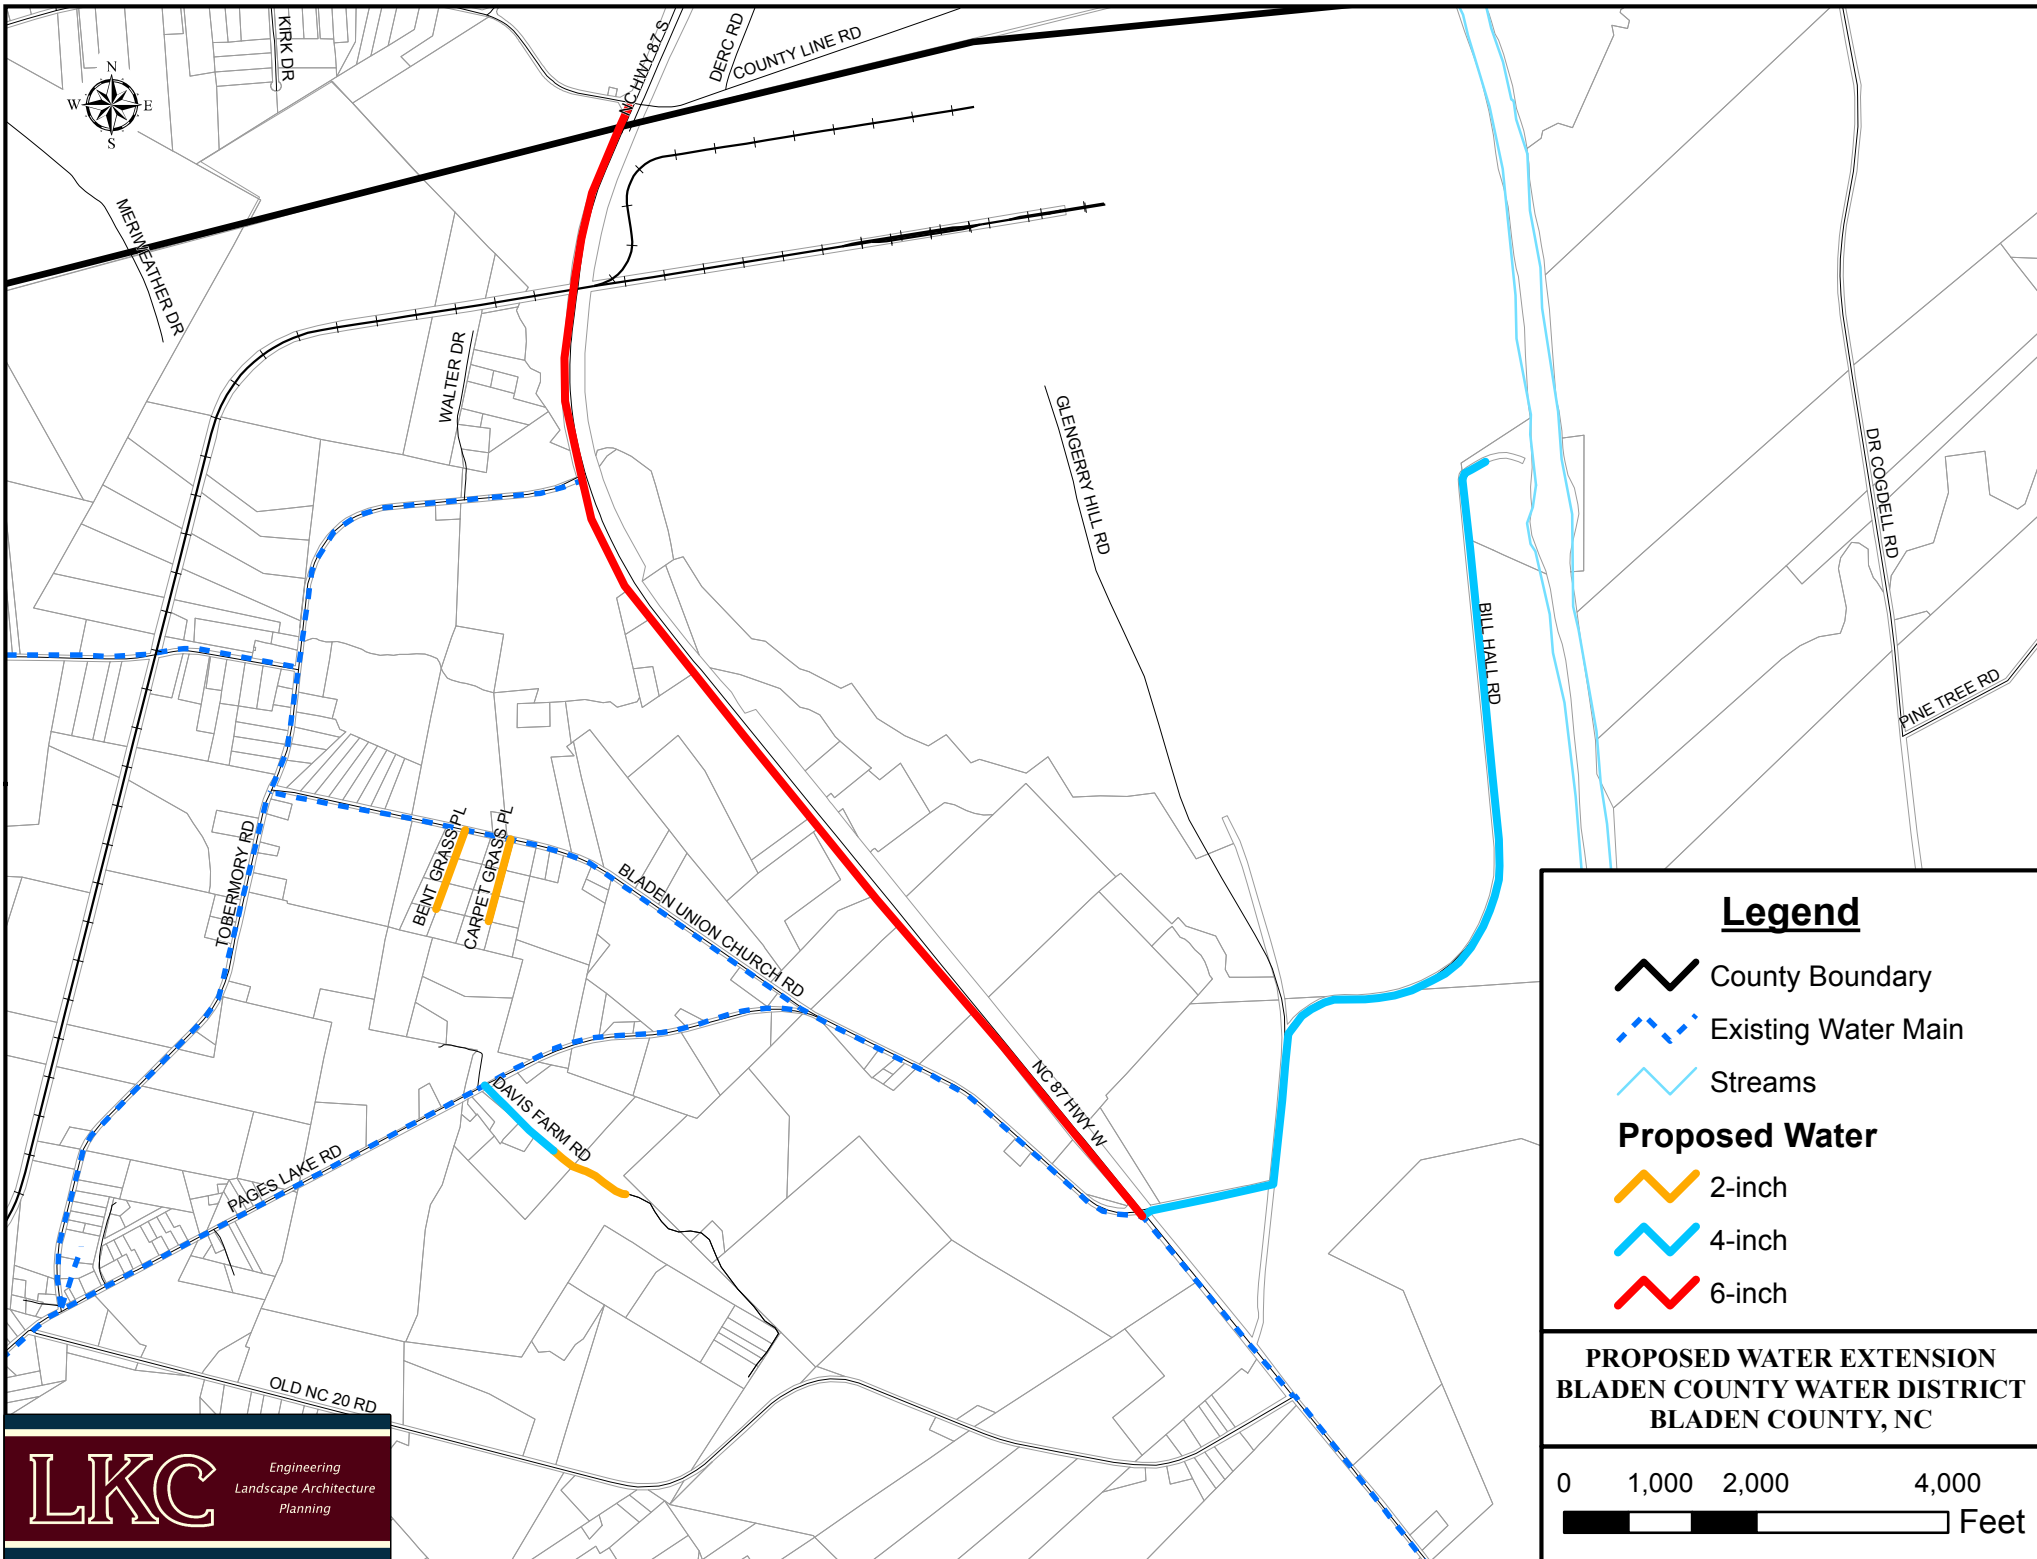 KIRK DR
NC HWY 87 S
DERC RD
COUNTY LINE RD
N
W
E
S
MERIWEATHER DR
WALTER DR
GLENGERRY HILL RD
DR COGDELL RD
BILL HALL RD
PINE TREE RD
BENT GRASS PL
CARPET GRASS PL
TOBERMORY RD
BLADEN UNION CHURCH RD
NC 87 HWY W
DAVIS FARM RD
PAGES LAKE RD
OLD NC 20 RD
Legend
County Boundary
Existing Water Main
Streams
Proposed Water
2-inch
4-inch
6-inch
PROPOSED WATER EXTENSION
BLADEN COUNTY WATER DISTRICT
BLADEN COUNTY, NC
0 1,000 2,000 4,000
Feet
LKC
Engineering
Landscape Architecture
Planning